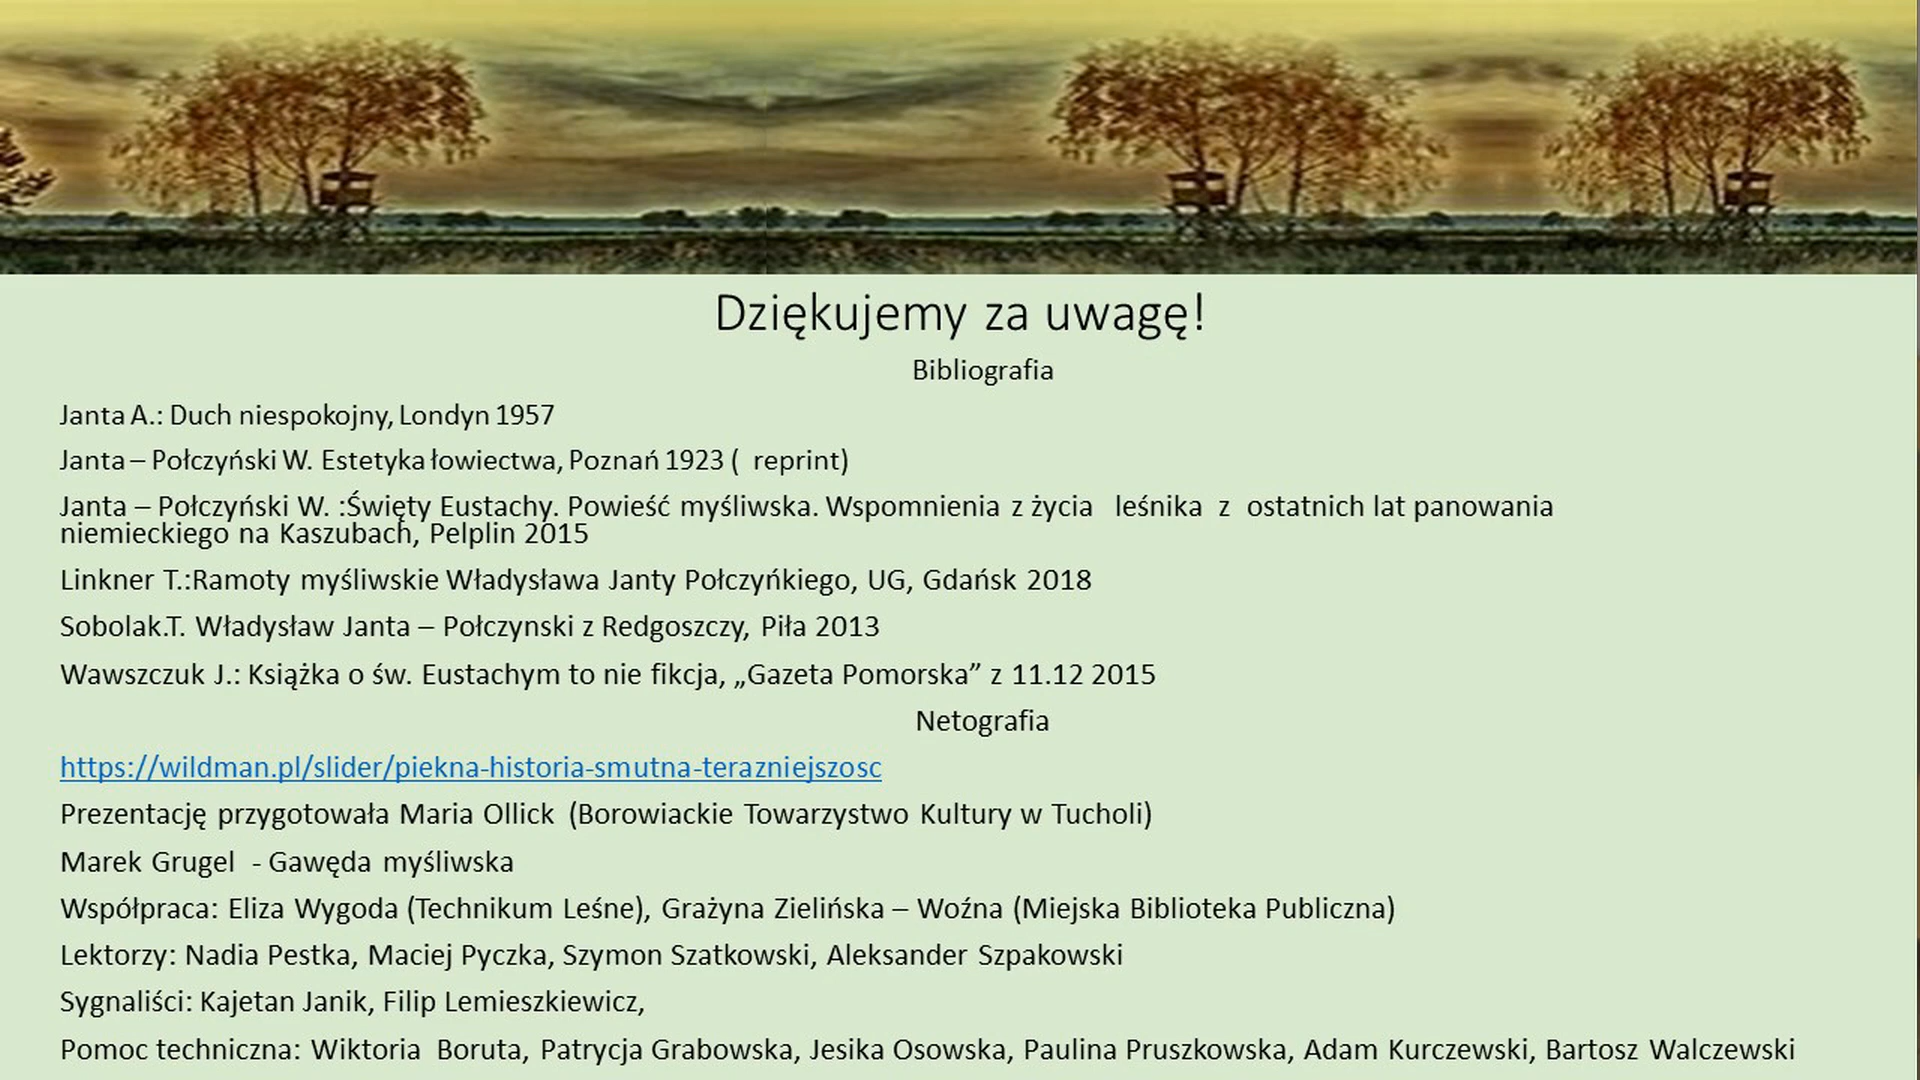 Dziękujemy za uwagę!
Bibliografia
Janta A.: Duch niespokojny, Londyn 1957
Janta – Połczyński W. Estetyka łowiectwa, Poznań 1923 ( reprint)
Janta – Połczyński W. :Święty Eustachy. Powieść myśliwska. Wspomnienia z życia leśnika z ostatnich lat panowania
niemieckiego na Kaszubach, Pelplin 2015
Linkner T.:Ramoty myśliwskie Władysława Janty Połczyńkiego, UG, Gdańsk 2018
Sobolak.T. Władysław Janta – Połczynski z Redgoszczy, Piła 2013
Wawszczuk J.: Książka o św. Eustachym to nie fikcja, „Gazeta Pomorska” z 11.12 2015
Netografia
https://wildman.pl/slider/piekna-historia-smutna-terazniejszosc
Prezentację przygotowała Maria Ollick (Borowiackie Towarzystwo Kultury w Tucholi)
Marek Grugel - Gawęda myśliwska
Współpraca: Eliza Wygoda (Technikum Leśne), Grażyna Zielińska – Woźna (Miejska Biblioteka Publiczna)
Lektorzy: Nadia Pestka, Maciej Pyczka, Szymon Szatkowski, Aleksander Szpakowski
Sygnaliści: Kajetan Janik, Filip Lemieszkiewicz,
Pomoc techniczna: Wiktoria Boruta, Patrycja Grabowska, Jesika Osowska, Paulina Pruszkowska, Adam Kurczewski, Bartosz Walczewski